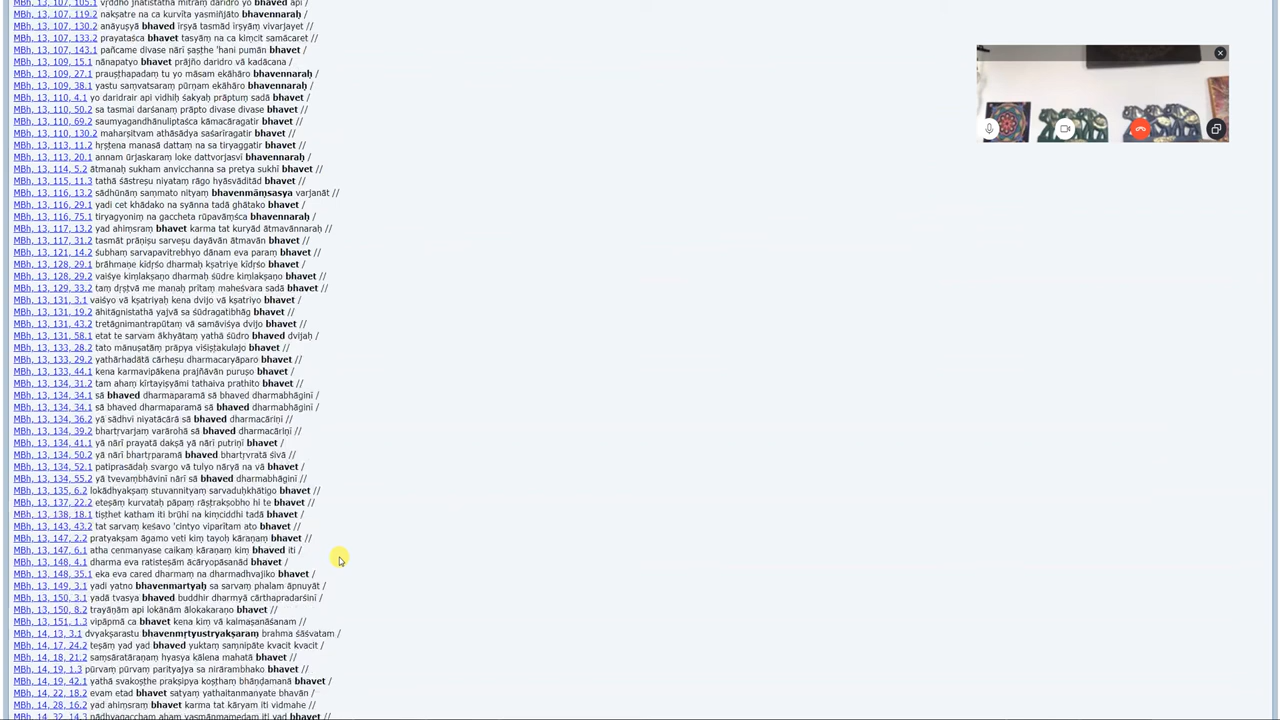 MBh, 13, 107, 105.1 vṛddho jñātistathā mitraṃ daridro yo bhaved api /
MBh, 13, 107, 119.2 nakṣatre na ca kurvīta yasmiñjāto bhavennaraḥ /
MBh, 13, 107, 130.2 anāyuṣyā bhaved īrṣyā tasmād īrṣyāṃ vivarjayet //
MBh, 13, 107, 133.2 prayataśca bhavet tasyāṃ na ca kiṃcit samācaret //
MBh, 13, 107, 143.1 pañcame divase nārī ṣaṣṭhe 'hani pumān bhavet /
MBh, 13, 109, 15.1 nānapatyo bhavet prājño daridro vā kadācana /
MBh, 13, 109, 27.1 prauṣṭhapadaṃ tu yo māsam ekāhāro bhavennaraḥ /
MBh, 13, 109, 38.1 yastu saṃvatsaraṃ pūrṇam ekāhāro bhavennaraḥ /
MBh, 13, 110, 4.1 yo daridrair api vidhiḥ śakyaḥ prāptuṃ sadā bhavet /
MBh, 13, 110, 50.2 sa tasmai darśanaṃ prāpto divase divase bhavet //
MBh, 13, 110, 69.2 saumyagandhānuliptaśca kāmacāragatir bhavet //
MBh, 13, 110, 130.2 maharṣitvam athāsādya saśarīragatir bhavet //
MBh, 13, 113, 11.2 hṛṣṭena manasā dattaṃ na sa tiryaggatir bhavet //
MBh, 13, 113, 20.1 annam ūrjaskaraṃ loke dattvorjasvī bhavennaraḥ /
MBh, 13, 114, 5.2 ātmanaḥ sukham anvicchanna sa pretya sukhī bhavet //
MBh, 13, 115, 11.3 tathā śāstreṣu niyataṃ rāgo hyāsvāditād bhavet //
MBh, 13, 116, 13.2 sādhūnāṃ saṃmato nityaṃ bhavenmāṃsasya varjanāt //
MBh, 13, 116, 29.1 yadi cet khādako na syānna tadā ghātako bhavet /
MBh, 13, 116, 75.1 tiryagyoniṃ na gaccheta rūpavāṃśca bhavennaraḥ /
MBh, 13, 117, 13.2 yad ahiṃsraṃ bhavet karma tat kuryād ātmavānnaraḥ //
MBh, 13, 117, 31.2 tasmāt prāṇiṣu sarveṣu dayāvān ātmavān bhavet //
MBh, 13, 121, 14.2 śubhaṃ sarvapavitrebhyo dānam eva paraṃ bhavet //
MBh, 13, 128, 29.1 brāhmaṇe kīdṛśo dharmaḥ kṣatriye kīdṛśo bhavet /
MBh, 13, 128, 29.2 vaiśye kiṃlakṣaṇo dharmaḥ śūdre kiṃlakṣaṇo bhavet //
MBh, 13, 129, 33.2 taṃ dṛṣṭvā me manaḥ prītaṃ maheśvara sadā bhavet //
MBh, 13, 131, 3.1 vaiśyo vā kṣatriyaḥ kena dvijo vā kṣatriyo bhavet /
MBh, 13, 131, 19.2 āhitāgnistathā yajvā sa śūdragatibhāg bhavet //
MBh, 13, 131, 43.2 tretāgnimantrapūtaṃ vā samāviśya dvijo bhavet //
MBh, 13, 131, 58.1 etat te sarvam ākhyātaṃ yathā śūdro bhaved dvijaḥ /
MBh, 13, 133, 28.2 tato mānuṣatāṃ prāpya viśiṣṭakulajo bhavet //
MBh, 13, 133, 29.2 yathārhadātā cārheṣu dharmacaryāparo bhavet //
MBh, 13, 133, 44.1 kena karmavipākena prajñāvān puruṣo bhavet /
MBh, 13, 134, 31.2 tam ahaṃ kīrtayiṣyāmi tathaiva prathito bhavet //
MBh, 13, 134, 34.1 sā bhaved dharmaparamā sā bhaved dharmabhāginī /
MBh, 13, 134, 34.1 sā bhaved dharmaparamā sā bhaved dharmabhāginī /
MBh, 13, 134, 36.2 yā sādhvī niyatācārā sā bhaved dharmacāriṇī //
MBh, 13, 134, 39.2 bhartṛvarjaṃ varārohā sā bhaved dharmacāriṇī //
MBh, 13, 134, 41.1 yā nārī prayatā dakṣā yā nārī putriṇī bhavet /
MBh, 13, 134, 50.2 yā nārī bhartṛparamā bhaved bhartṛvratā śivā //
MBh, 13, 134, 52.1 patiprasādaḥ svargo vā tulyo nāryā na vā bhavet /
MBh, 13, 134, 55.2 yā tvevaṃbhāvinī nārī sā bhaved dharmabhāginī //
MBh, 13, 135, 6.2 lokādhyakṣaṃ stuvannityaṃ sarvaduḥkhātigo bhavet //
MBh, 13, 137, 22.2 eteṣāṃ kurvataḥ pāpaṃ rāṣṭrakṣobho hi te bhavet //
MBh, 13, 138, 18.1 tiṣṭhet katham iti brūhi na kiṃciddhi tadā bhavet /
MBh, 13, 143, 43.2 tat sarvaṃ keśavo 'cintyo viparītam ato bhavet //
MBh, 13, 147, 2.2 pratyakṣam āgamo veti kiṃ tayoḥ kāraṇaṃ bhavet //
MBh, 13, 147, 6.1 atha cenmanyase caikaṃ kāraṇaṃ kiṃ bhaved iti /
MBh, 13, 148, 4.1 dharma eva ratisteṣām ācāryopāsanād bhavet /
MBh, 13, 148, 35.1 eka eva cared dharmaṃ na dharmadhvajiko bhavet /
MBh, 13, 149, 3.1 yadi yatno bhavenmartyaḥ sa sarvaṃ phalam āpnuyāt /
MBh, 13, 150, 3.1 yadā tvasya bhaved buddhir dharmyā cārthapradarśinī /
MBh, 13, 150, 8.2 trayāṇām api lokānām ālokakaraṇo bhavet //
MBh, 13, 151, 1.3 vipāpmā ca bhavet kena kiṃ vā kalmaṣanāśanam //
MBh, 14, 13, 3.1 dvyakṣarastu bhavenmṛtyustryakṣaraṃ brahma śāśvatam /
MBh, 14, 17, 24.2 teṣāṃ yad yad bhaved yuktaṃ saṃnipāte kvacit kvacit /
MBh, 14, 18, 21.2 saṃsāratāraṇaṃ hyasya kālena mahatā bhavet //
MBh, 14, 19, 1.3 pūrvaṃ pūrvaṃ parityajya sa nirārambhako bhavet //
MBh, 14, 19, 42.1 yathā svakoṣṭhe prakṣipya koṣṭhaṃ bhāṇḍamanā bhavet /
MBh, 14, 22, 18.2 evam etad bhavet satyaṃ yathaitanmanyate bhavān /
MBh, 14, 28, 16.2 yad ahiṃsraṃ bhavet karma tat kāryam iti vidmahe //
MBh, 14, 32, 14.3 nādhyagacchaṃ ahaṃ yasmānmamedam iti yad bhavet //